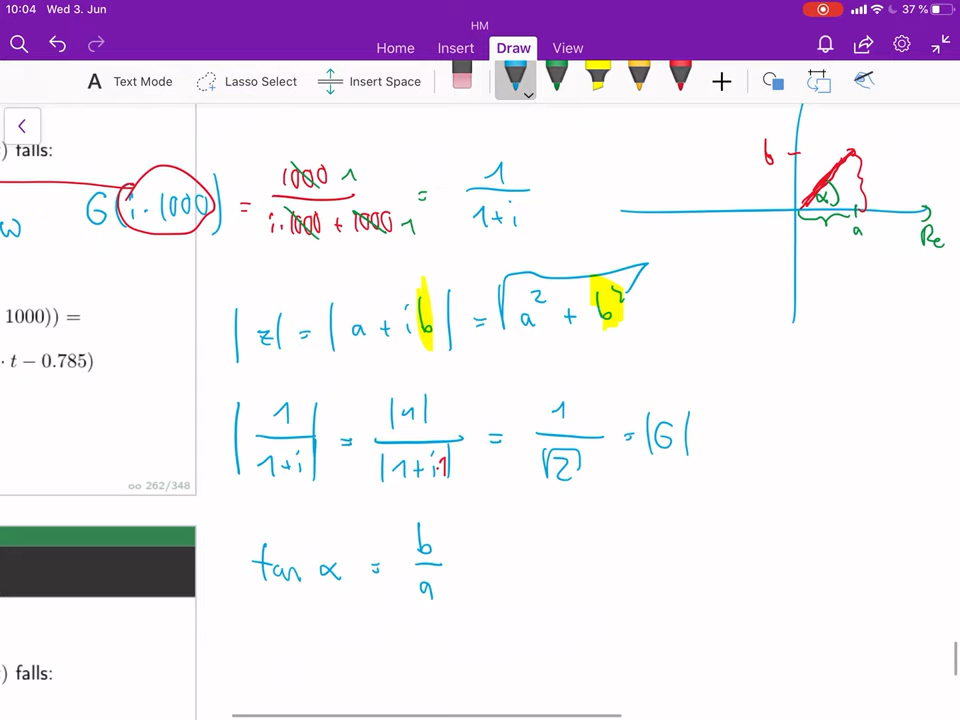 10:04 Wed 3. Jun 37 %
HM
Home Insert Draw View
A Text Mode Lasso Select Insert Space
) falls:
ω G(i·1000) = 1000 1 / i·1000 + 1000 1 = 1 / 1+i
b α a Re
1000)) =
· t − 0.785)
|z| = |a + ib| = √a² + b²
|1 / 1+i| = |1| / |1+i·1| = 1 / √2 = |G|
∞ 262/348
tan α = b / a
) falls: